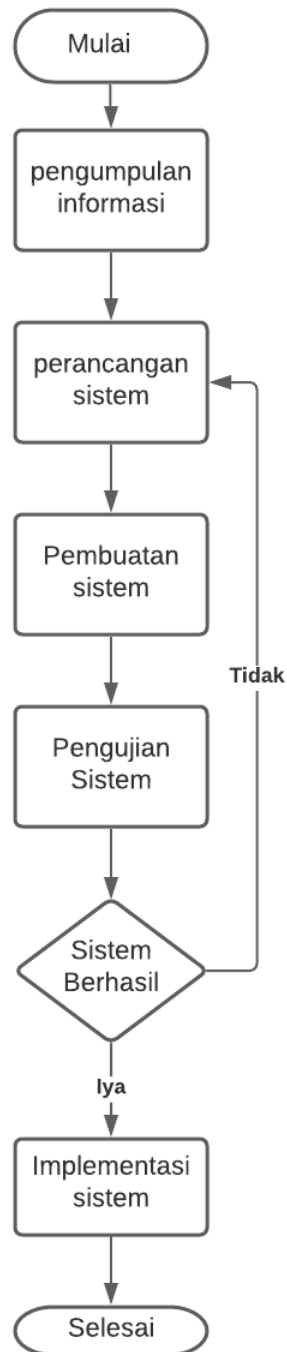 Mulai
pengumpulan
informasi
perancangan
sistem
Pembuatan
sistem
Tidak
Pengujian
Sistem
Sistem
Berhasil
Iya
Implementasi
sistem
Selesai